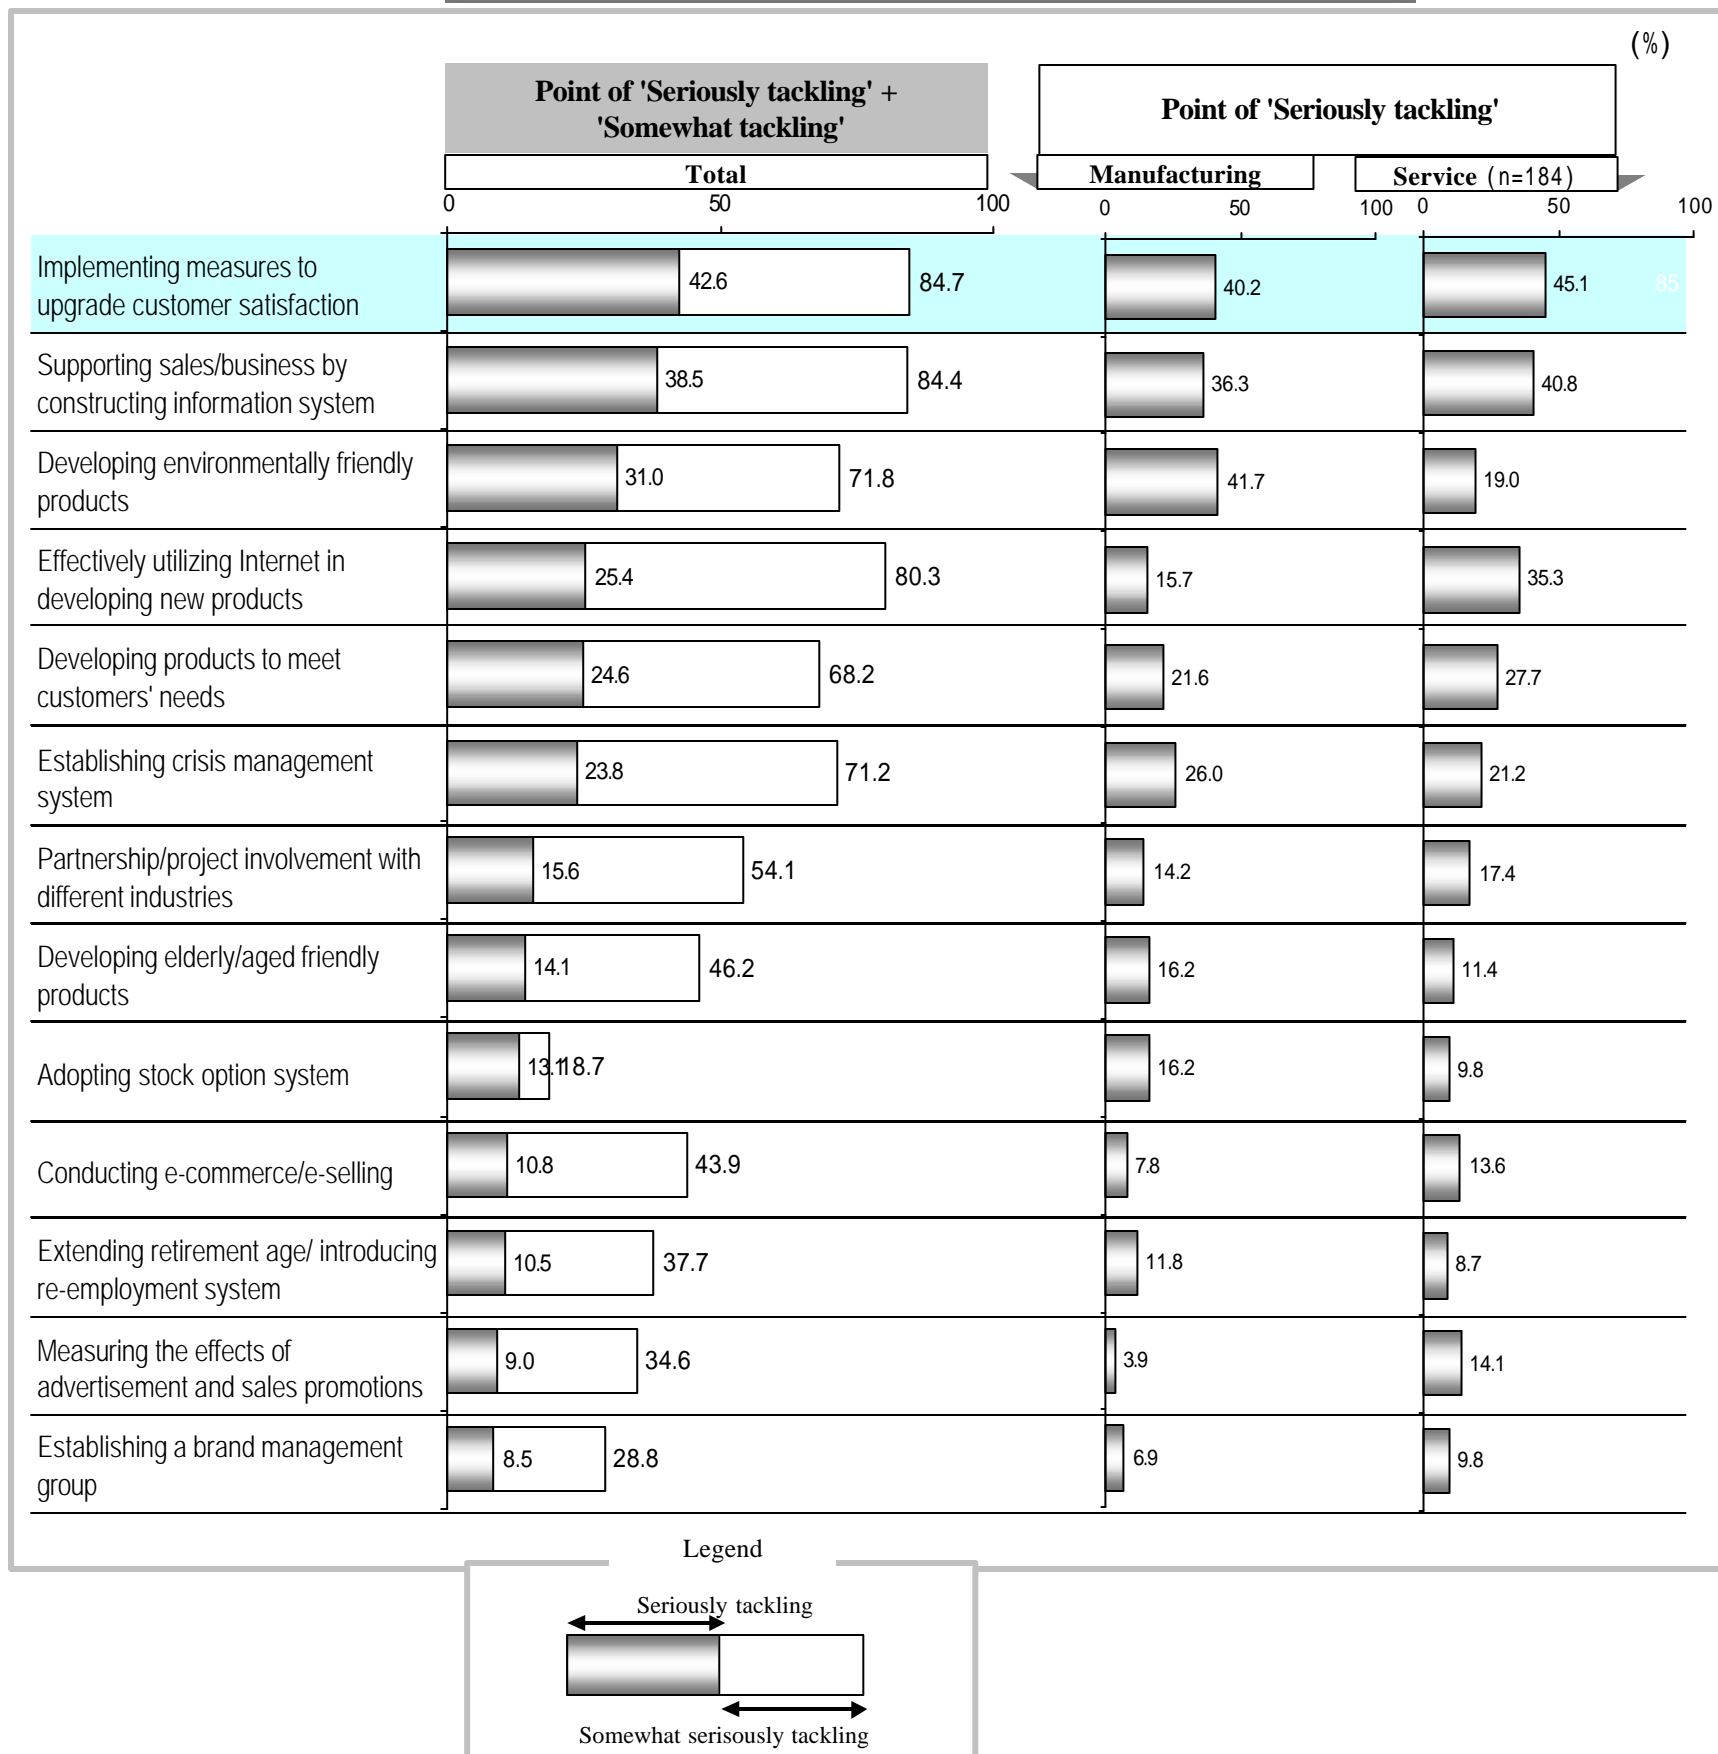 (%)
Point of 'Seriously tackling' +
'Somewhat tackling'
Point of 'Seriously tackling'
Total
Manufacturing
Service (n=184)
0 50 100
0 50 100
0 50 100
Implementing measures to
upgrade customer satisfaction
42.6 84.7 40.2 45.1 85
Supporting sales/business by
constructing information system
38.5 84.4 36.3 40.8
Developing environmentally friendly
products
31.0 71.8 41.7 19.0
Effectively utilizing Internet in
developing new products
25.4 80.3 15.7 35.3
Developing products to meet
customers' needs
24.6 68.2 21.6 27.7
Establishing crisis management
system
23.8 71.2 26.0 21.2
Partnership/project involvement with
different industries
15.6 54.1 14.2 17.4
Developing elderly/aged friendly
products
14.1 46.2 16.2 11.4
Adopting stock option system
13.1 18.7 16.2 9.8
Conducting e-commerce/e-selling
10.8 43.9 7.8 13.6
Extending retirement age/ introducing
re-employment system
10.5 37.7 11.8 8.7
Measuring the effects of
advertisement and sales promotions
9.0 34.6 3.9 14.1
Establishing a brand management
group
8.5 28.8 6.9 9.8
Legend
Seriously tackling
Somewhat serisously tackling